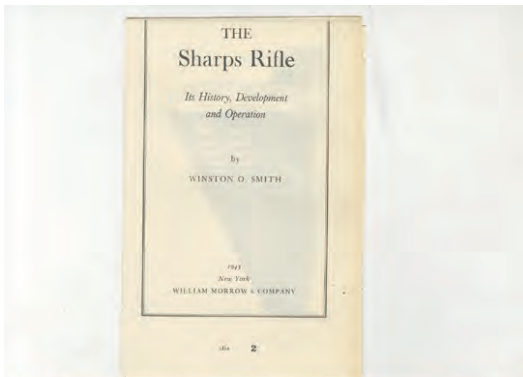 THE
Sharps Rifle
Its History, Development
and Operation
by
WINSTON O. SMITH
1943
New York
WILLIAM MORROW & COMPANY
2